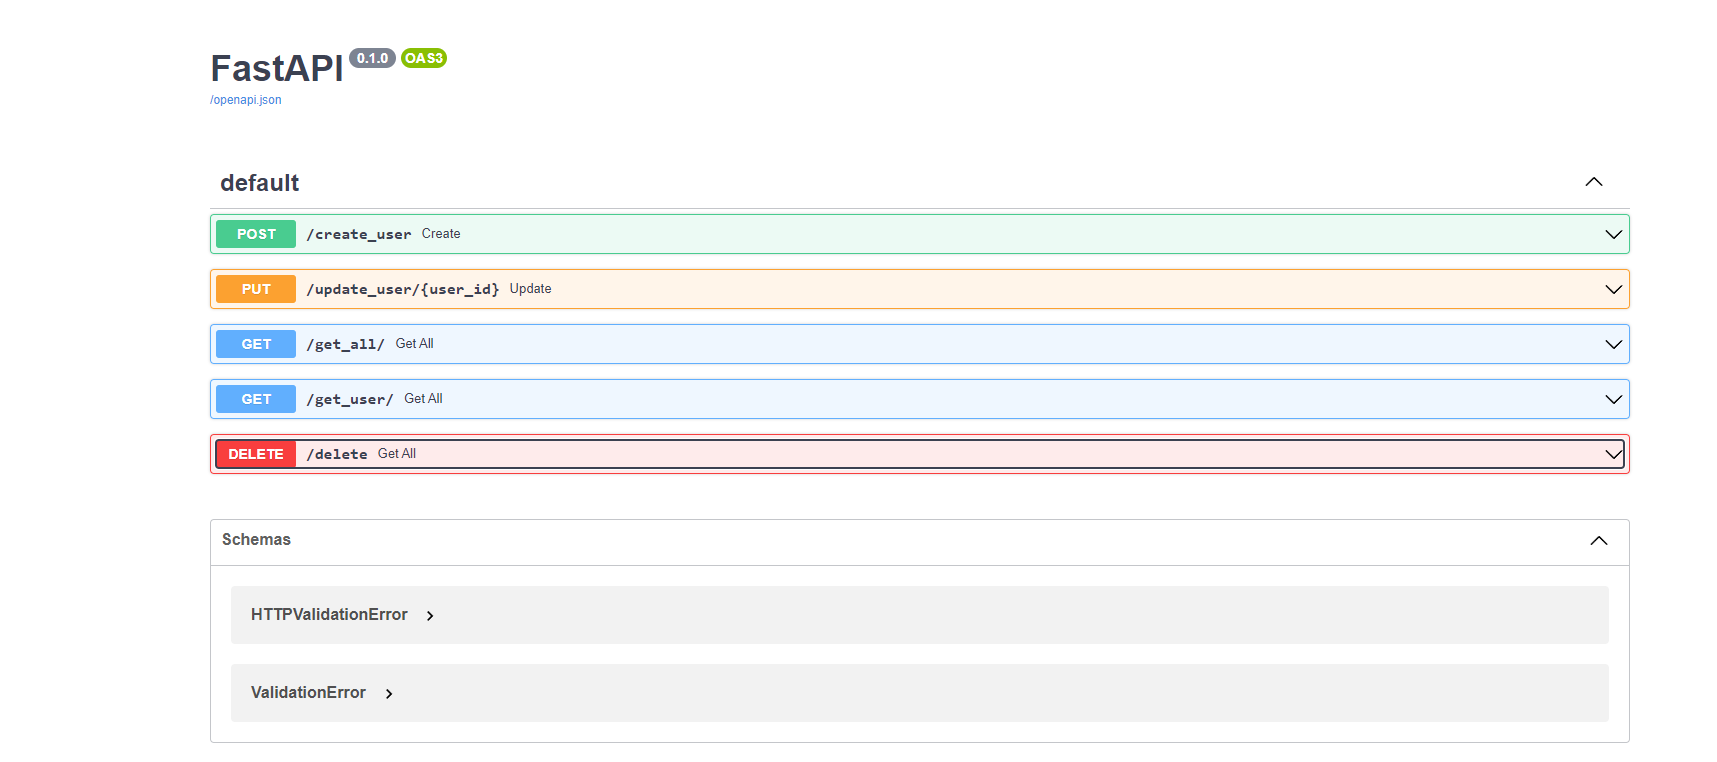 FastAPI 0.1.0 OAS3
/openapi.json
default
POST /create_user Create
PUT /update_user/{user_id} Update
GET /get_all/ Get All
GET /get_user/ Get All
DELETE /delete Get All
Schemas
HTTPValidationError
ValidationError